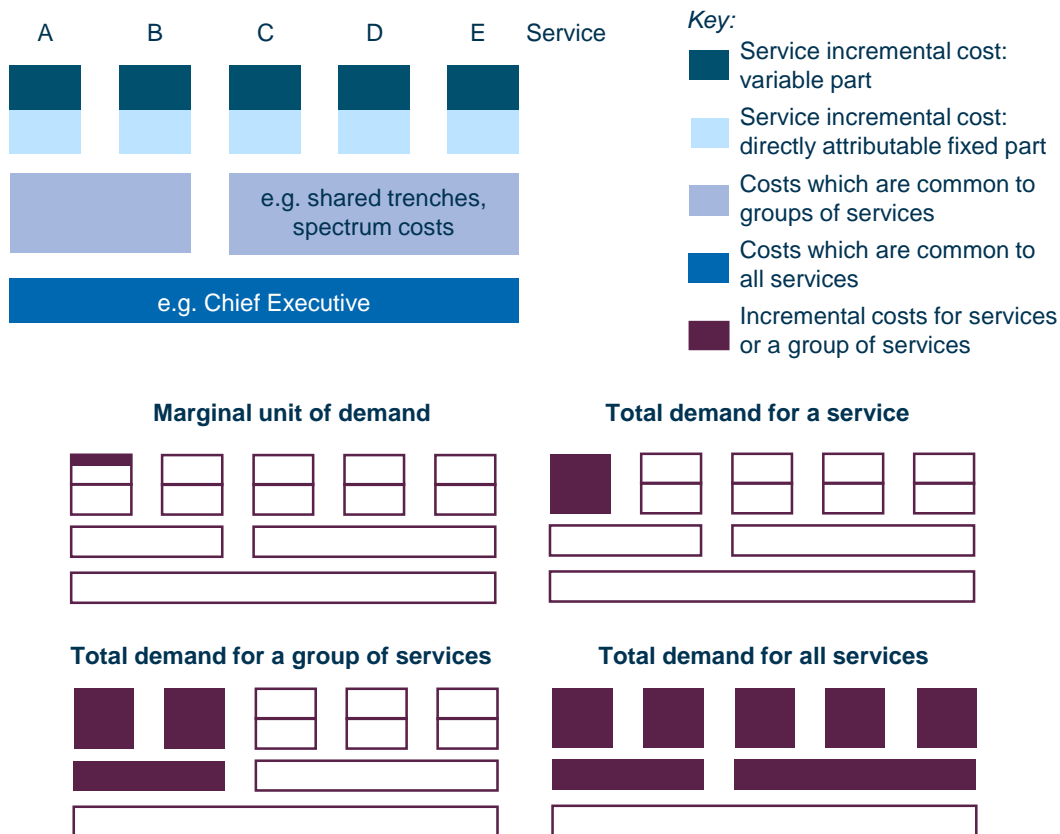 A B C D E Service
e.g. shared trenches,
spectrum costs
e.g. Chief Executive
Key:
Service incremental cost:
variable part
Service incremental cost:
directly attributable fixed part
Costs which are common to
groups of services
Costs which are common to
all services
Incremental costs for services
or a group of services
Marginal unit of demand
Total demand for a service
Total demand for a group of services
Total demand for all services